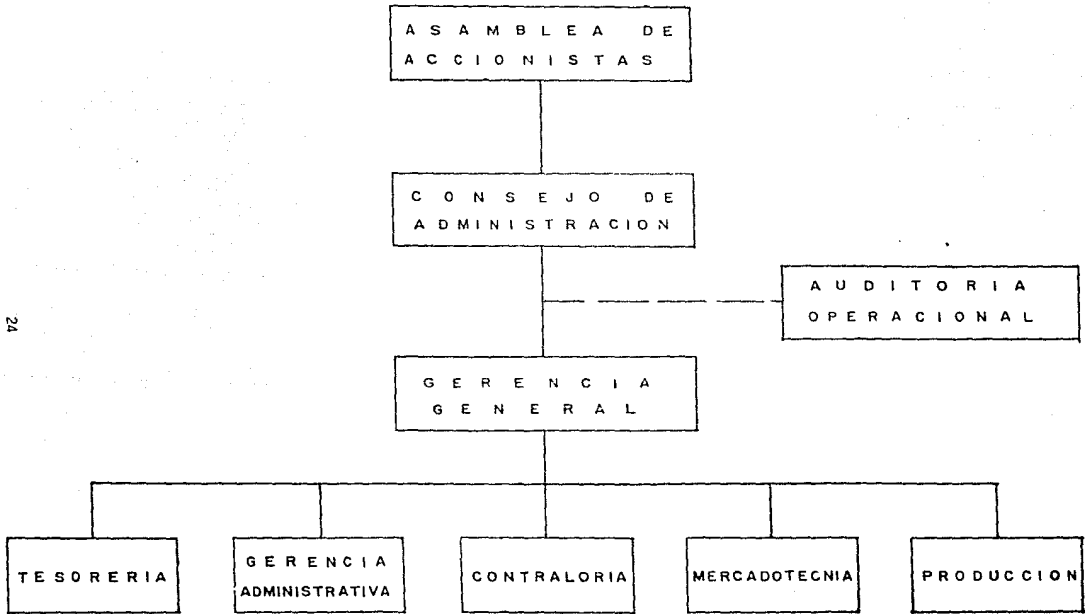 ASAMBLEA DE
ACCIONISTAS
CONSEJO DE
ADMINISTRACION
AUDITORIA
OPERACIONAL
GERENCIA
GENERAL
TESORERIA
GERENCIA
ADMINISTRATIVA
CONTRALORIA
MERCADOTECNIA
PRODUCCION
24